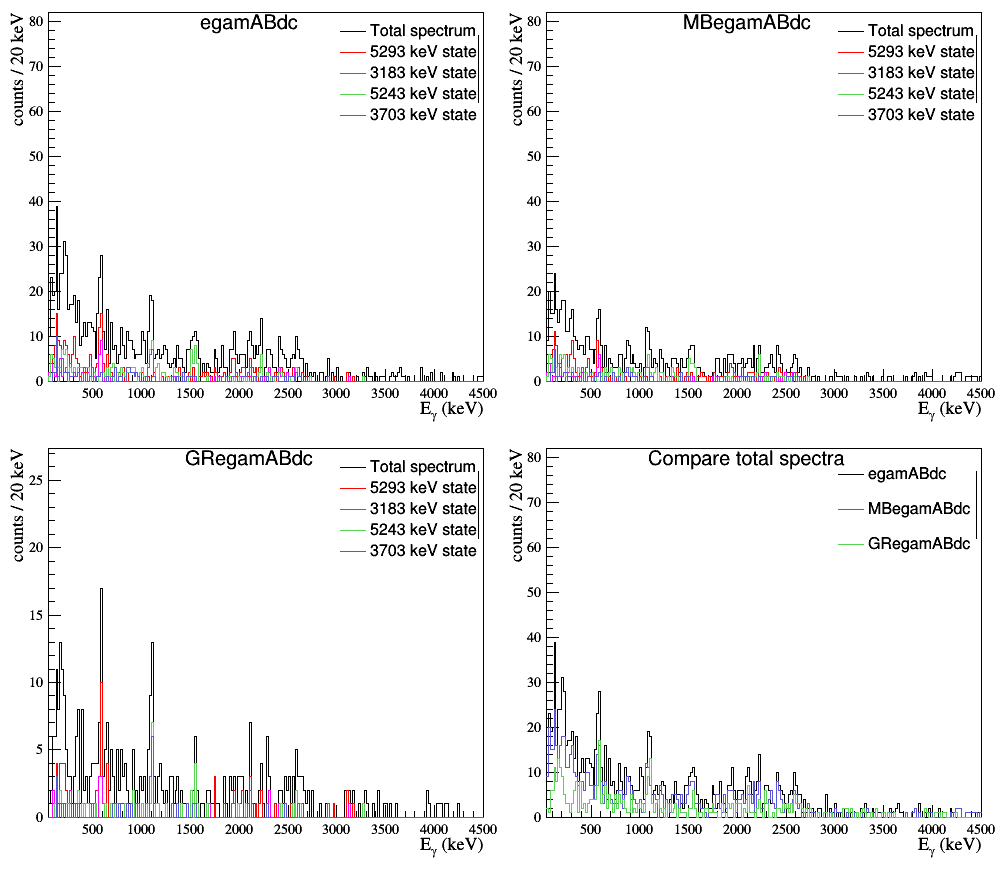 egamABdc
counts / 20 keV
Total spectrum
5293 keV state
3183 keV state
5243 keV state
3703 keV state
80
70
60
50
40
30
20
10
0
500 1000 1500 2000 2500 3000 3500 4000 4500
Eγ (keV)
MBegamABdc
counts / 20 keV
Total spectrum
5293 keV state
3183 keV state
5243 keV state
3703 keV state
80
70
60
50
40
30
20
10
0
500 1000 1500 2000 2500 3000 3500 4000 4500
Eγ (keV)
GRegamABdc
counts / 20 keV
Total spectrum
5293 keV state
3183 keV state
5243 keV state
3703 keV state
25
20
15
10
5
0
500 1000 1500 2000 2500 3000 3500 4000 4500
Eγ (keV)
Compare total spectra
counts / 20 keV
egamABdc
MBegamABdc
GRegamABdc
80
70
60
50
40
30
20
10
0
500 1000 1500 2000 2500 3000 3500 4000 4500
Eγ (keV)